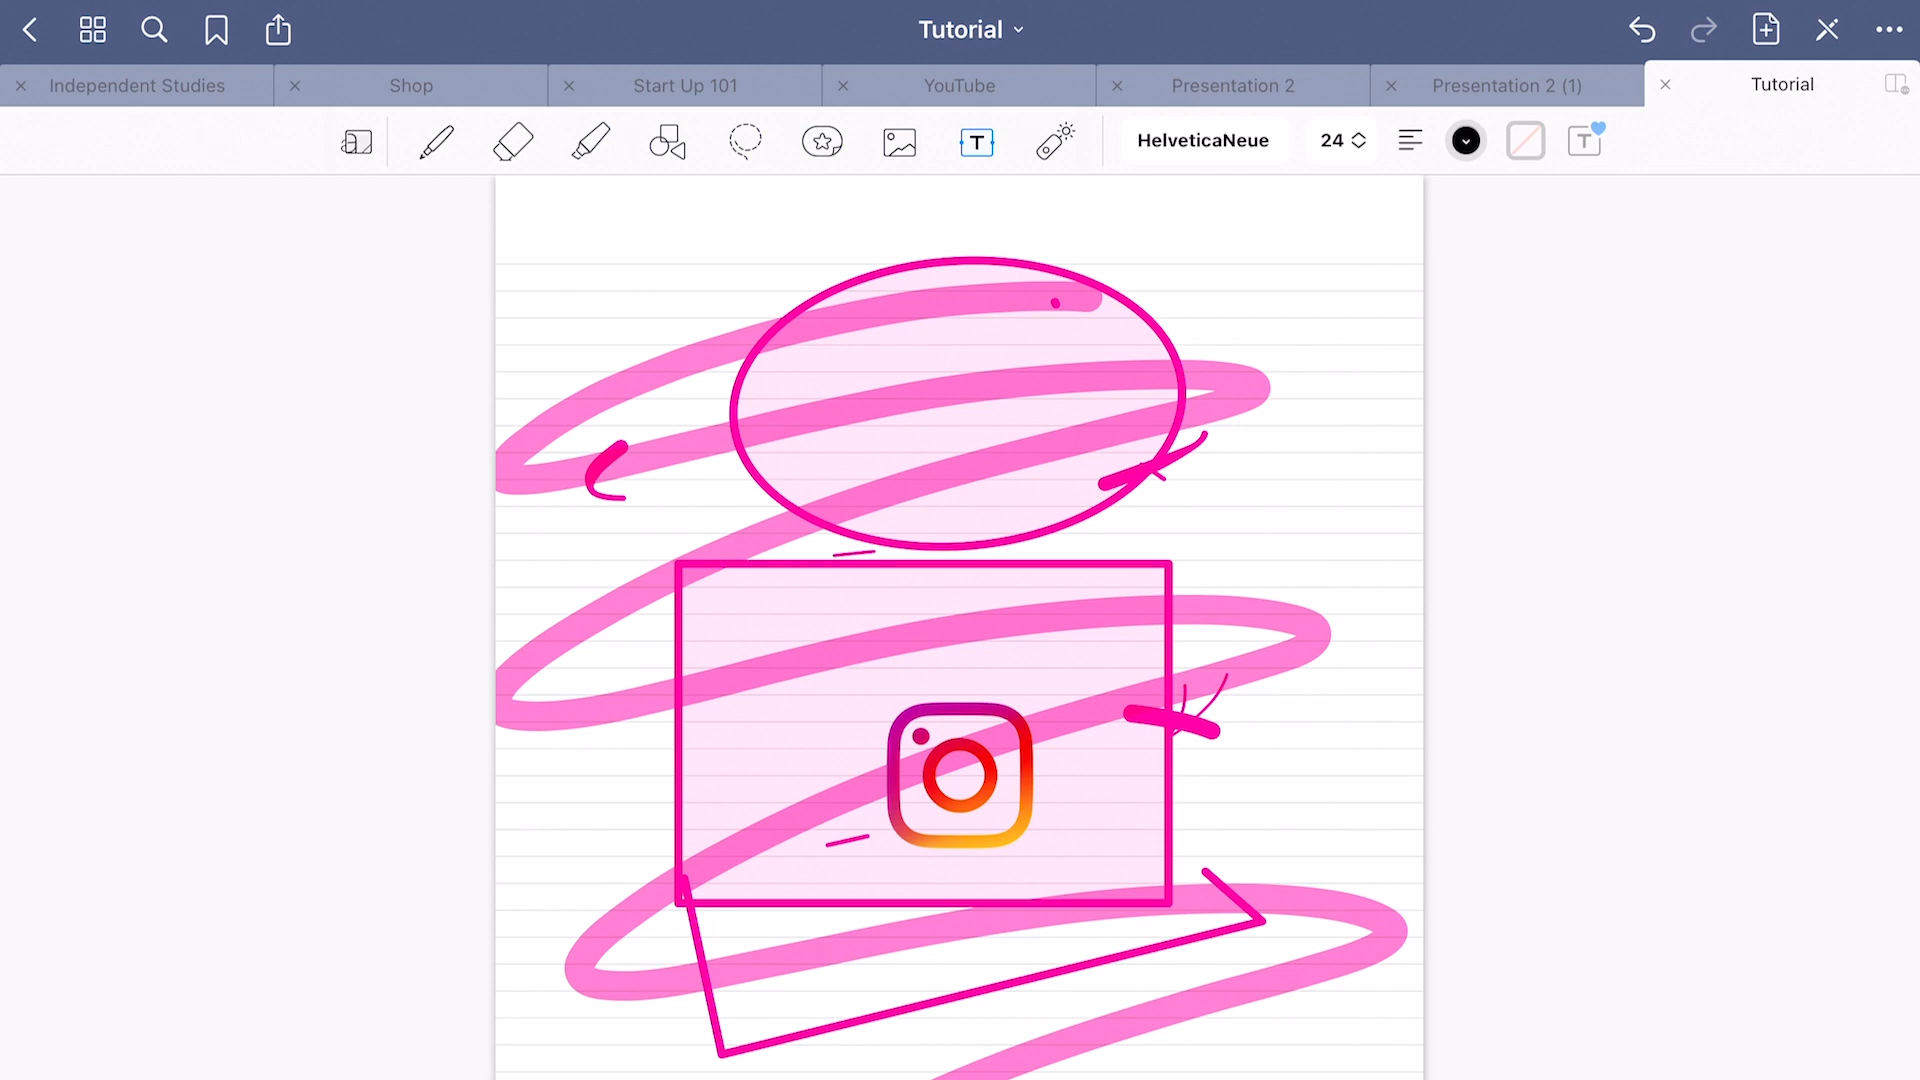 Tutorial
Independent Studies
Shop
Start Up 101
YouTube
Presentation 2
Presentation 2 (1)
Tutorial
a
T
HelveticaNeue
24
T